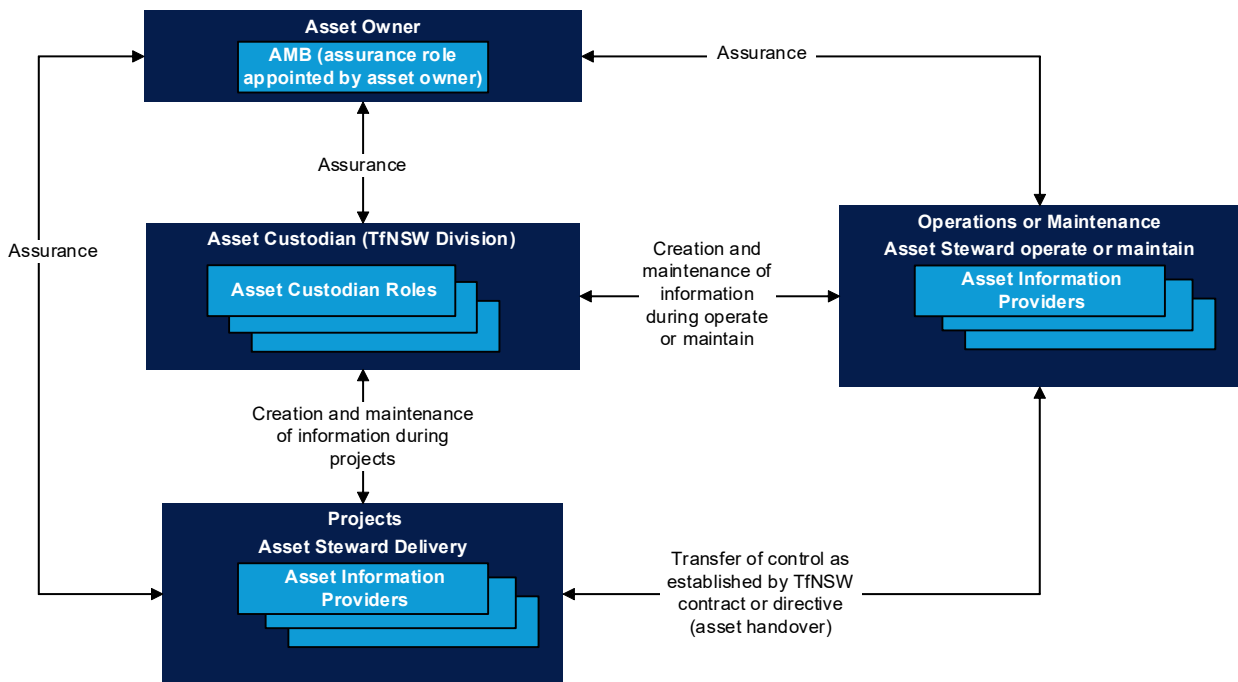 Asset Owner
AMB (assurance role
appointed by asset owner)
Assurance
Assurance
Assurance
Asset Custodian (TfNSW Division)
Asset Custodian Roles
Creation and
maintenance of
information
during operate
or maintain
Operations or Maintenance
Asset Steward operate or maintain
Asset Information
Providers
Creation and maintenance
of information during
projects
Projects
Asset Steward Delivery
Asset Information
Providers
Transfer of control as
established by TfNSW
contract or directive
(asset handover)